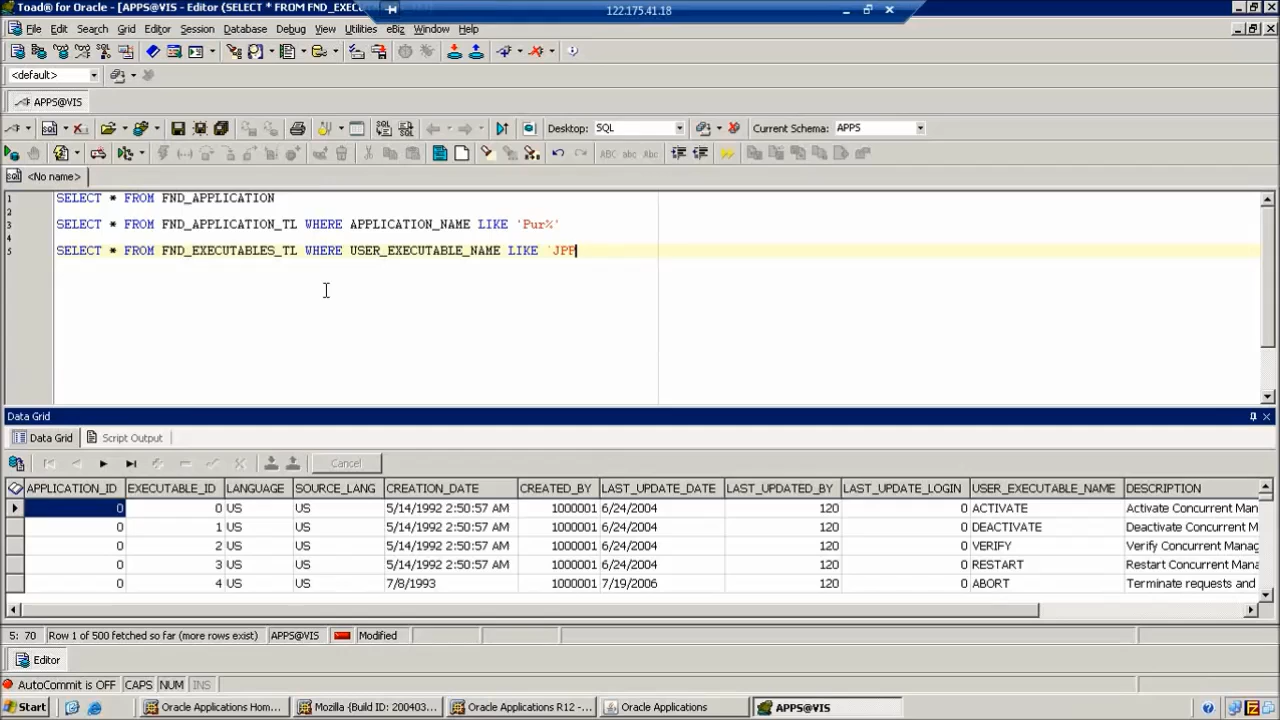 Toad® for Oracle - [APPS@VIS - Editor (SELECT * FROM FND_EXEC
122.175.41.18
File Edit Search Grid Editor Session Database Debug View Utilities eBiz Window Help
<default>
APPS@VIS
SQL Desktop: SQL Current Schema: APPS
ABC abc Abc
SQL <No name>
1 SELECT * FROM FND_APPLICATION
2
3 SELECT * FROM FND_APPLICATION_TL WHERE APPLICATION_NAME LIKE 'Pur%'
4
5 SELECT * FROM FND_EXECUTABLES_TL WHERE USER_EXECUTABLE_NAME LIKE 'JPP
Data Grid
Data Grid Script Output
Cancel
APPLICATION_ID EXECUTABLE_ID LANGUAGE SOURCE_LANG CREATION_DATE CREATED_BY LAST_UPDATE_DATE LAST_UPDATED_BY LAST_UPDATE_LOGIN USER_EXECUTABLE_NAME DESCRIPTION
0 0 US US 5/14/1992 2:50:57 AM 1000001 6/24/2004 120 0 ACTIVATE Activate Concurrent Man
0 1 US US 5/14/1992 2:50:57 AM 1000001 6/24/2004 120 0 DEACTIVATE Deactivate Concurrent M
0 2 US US 5/14/1992 2:50:57 AM 1000001 6/24/2004 120 0 VERIFY Verify Concurrent Manag
0 3 US US 5/14/1992 2:50:57 AM 1000001 6/24/2004 120 0 RESTART Restart Concurrent Mana
0 4 US US 7/8/1993 1000001 7/19/2006 120 0 ABORT Terminate requests and
5: 70 Row 1 of 500 fetched so far (more rows exist) APPS@VIS Modified
Editor
AutoCommit is OFF CAPS NUM INS
Start Oracle Applications Hom... Mozilla {Build ID: 200403... Oracle Applications R12 -... Oracle Applications APPS@VIS